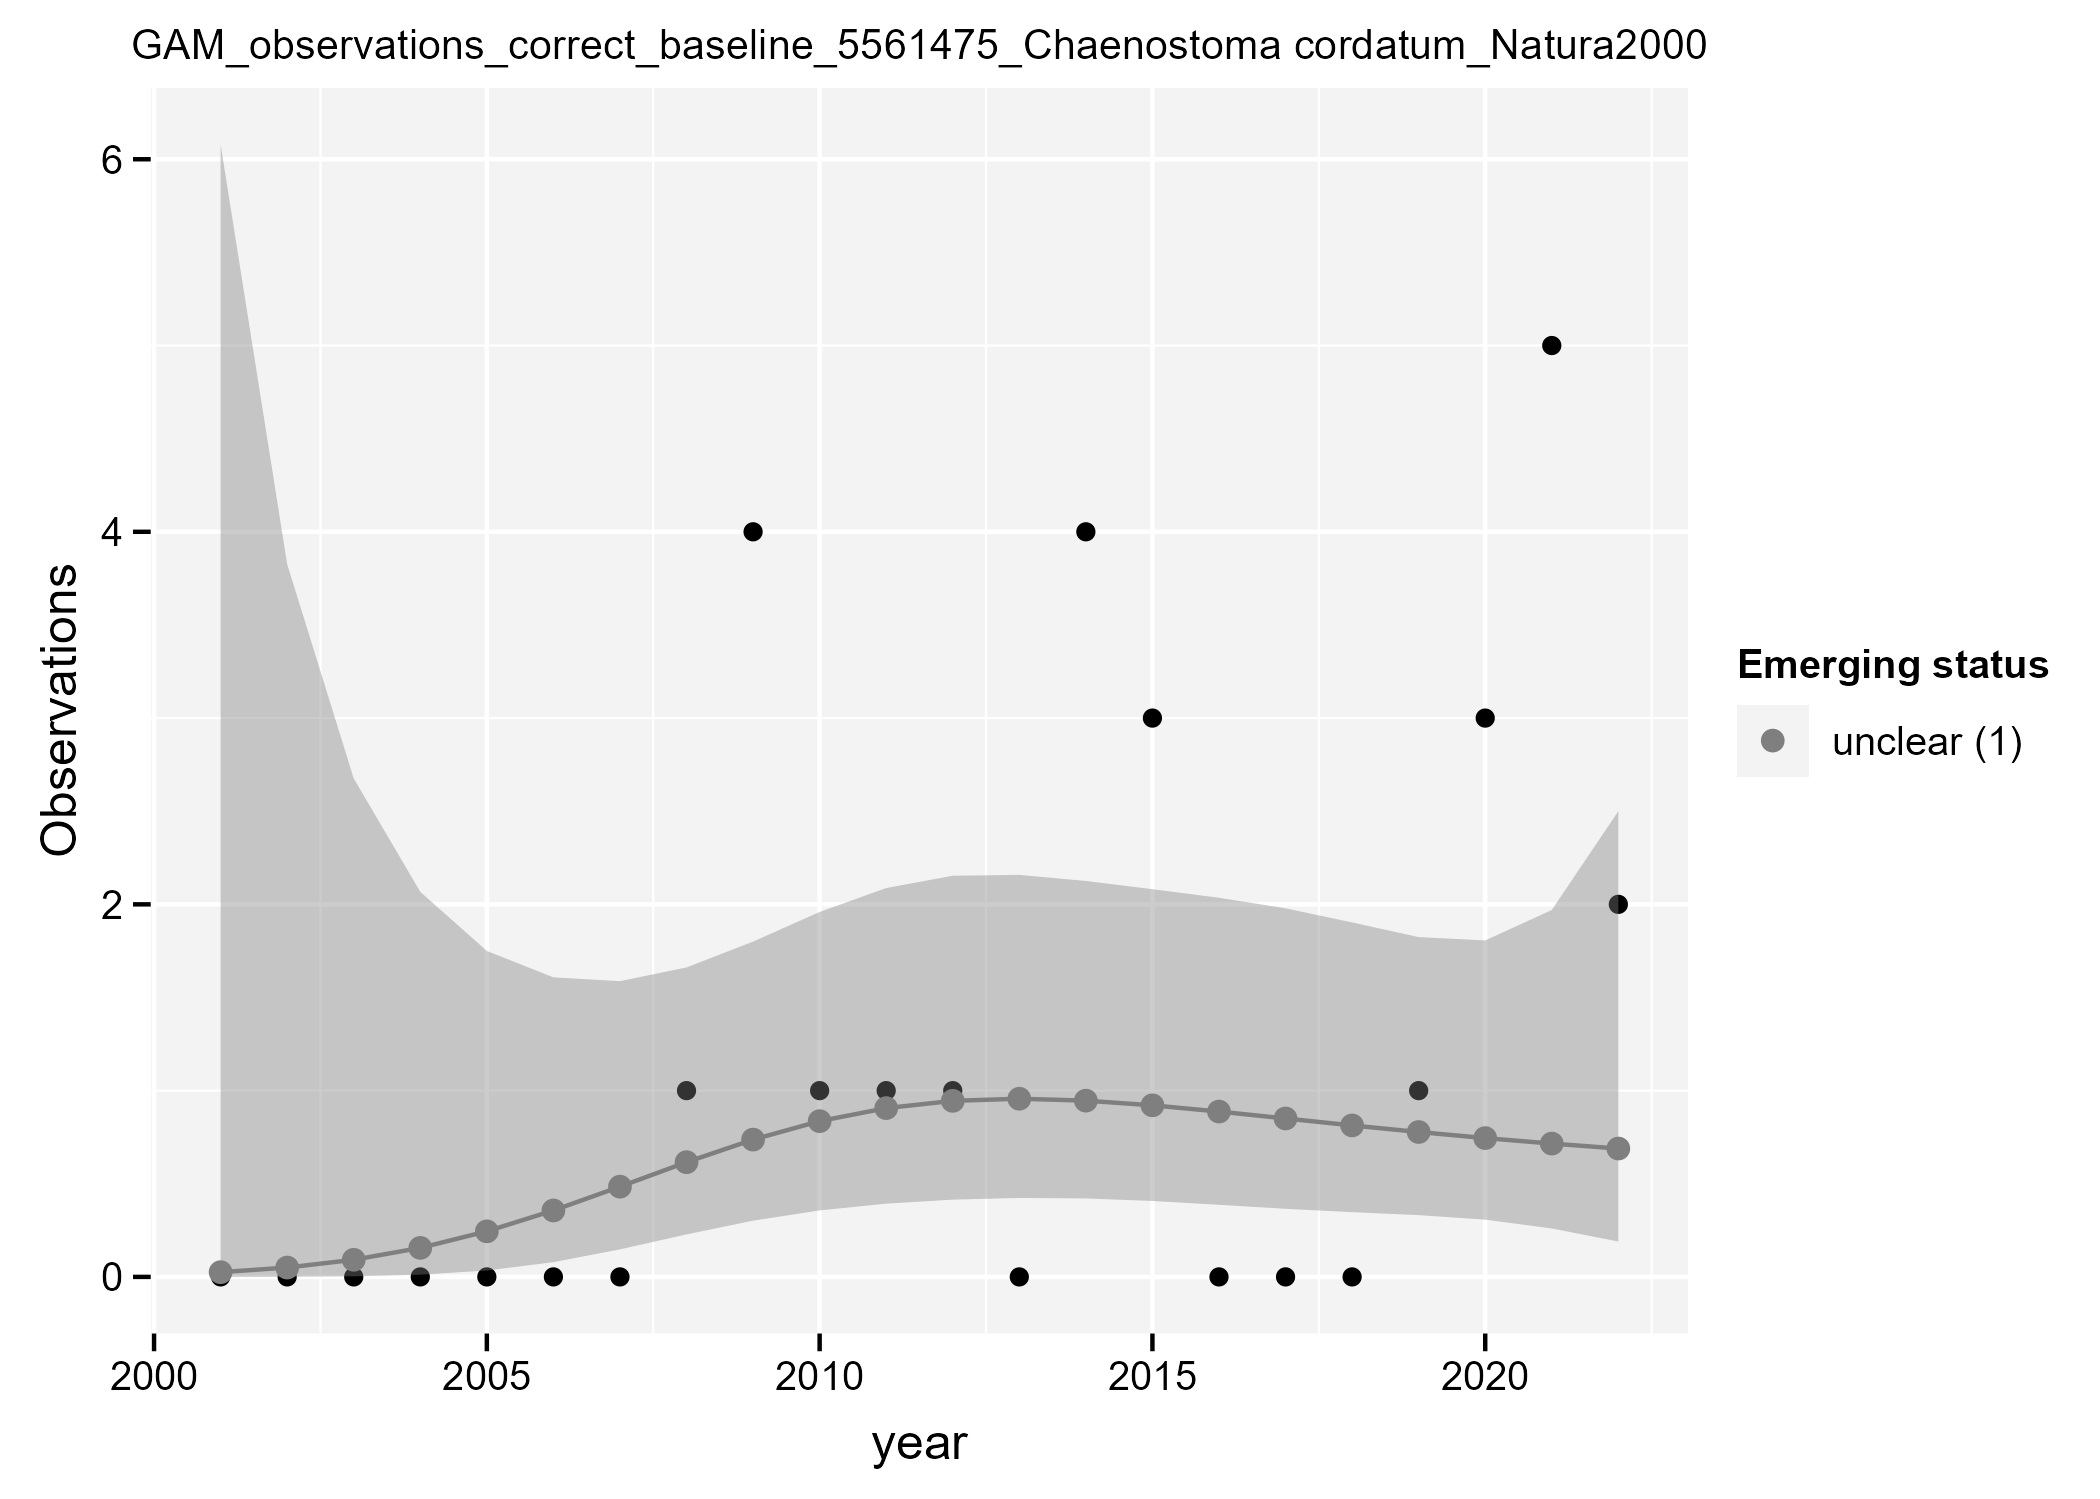 GAM_observations_correct_baseline_5561475_Chaenostoma cordatum_Natura2000
6
4
2
0
Observations
2000 2005 2010 2015 2020
year
Emerging status
unclear (1)